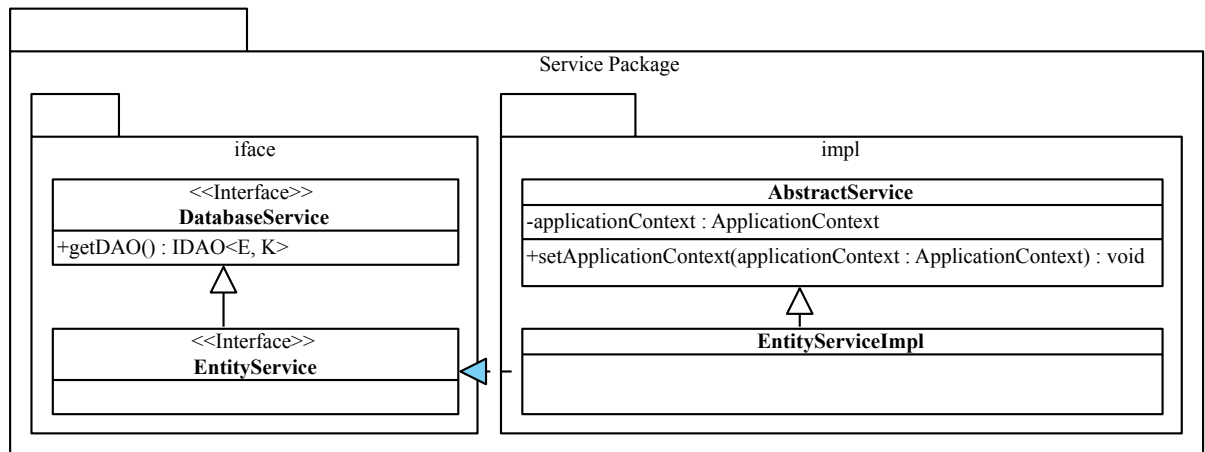 Service Package
iface
<<Interface>>
DatabaseService
+getDAO() : IDAO<E, K>
<<Interface>>
EntityService
impl
AbstractService
-applicationContext : ApplicationContext
+setApplicationContext(applicationContext : ApplicationContext) : void
EntityServiceImpl